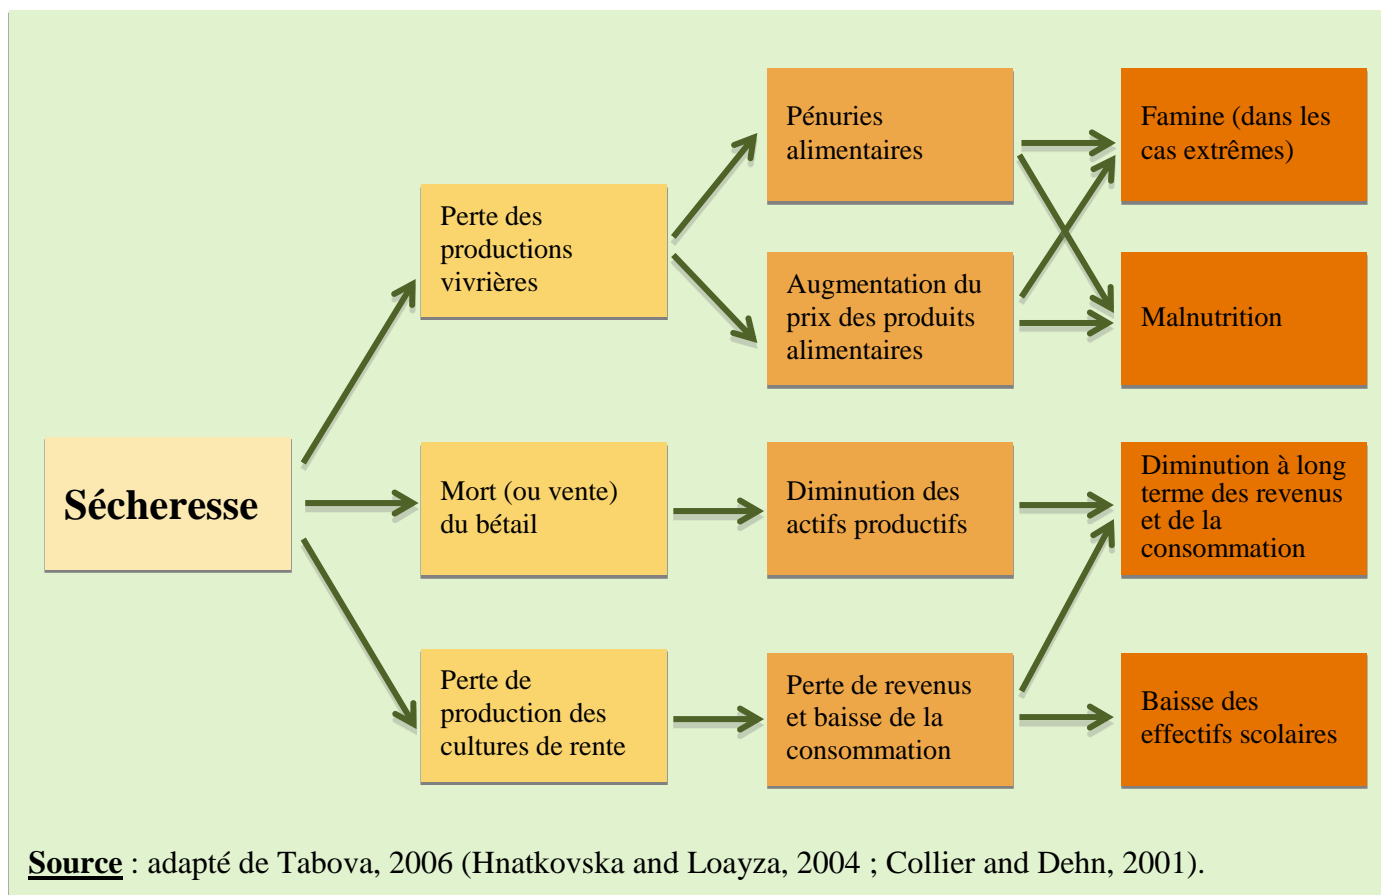 Sécheresse
Perte des
productions
vivrières
Mort (ou vente)
du bétail
Perte de
production des
cultures de rente
Pénuries
alimentaires
Augmentation du
prix des produits
alimentaires
Diminution des
actifs productifs
Perte de revenus
et baisse de la
consommation
Famine (dans les
cas extrêmes)
Malnutrition
Diminution à long
terme des revenus
et de la
consommation
Baisse des
effectifs scolaires
Source : adapté de Tabova, 2006 (Hnatkovska and Loayza, 2004 ; Collier and Dehn, 2001).